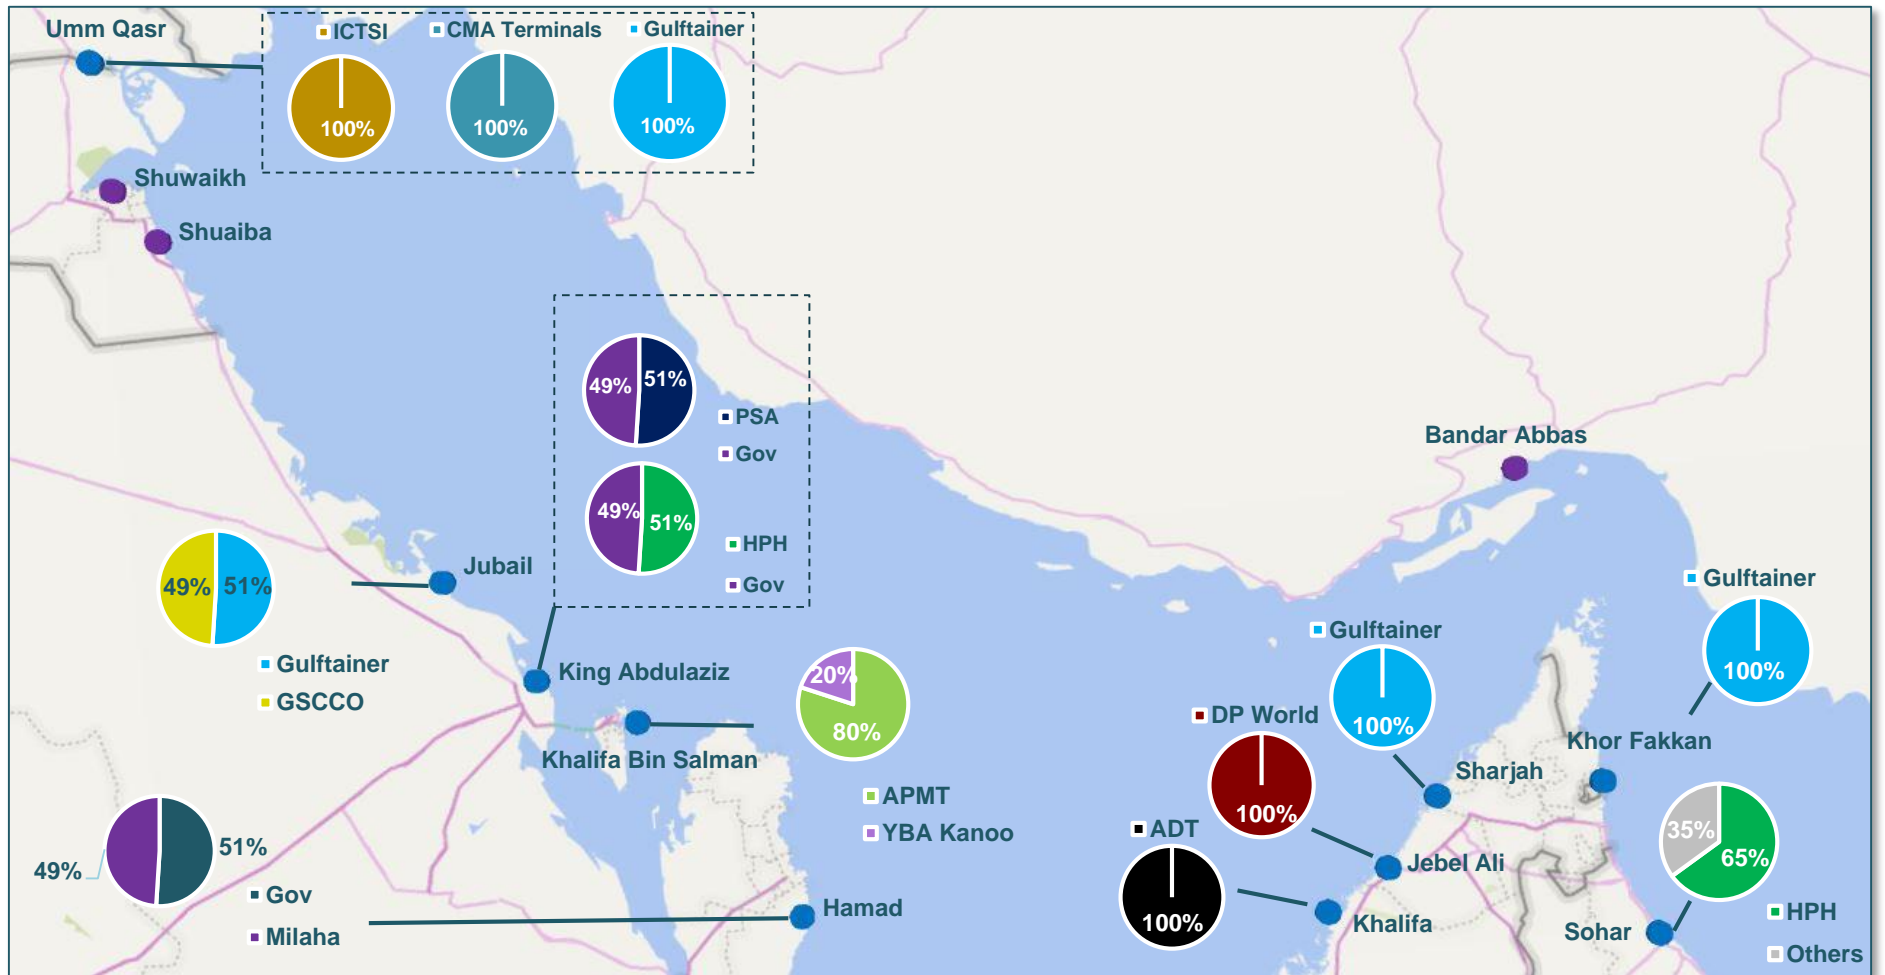 Umm Qasr
ICTSI
CMA Terminals
Gulftainer
100%
100%
100%
Shuwaikh
Shuaiba
49%
51%
PSA
Gov
49%
51%
HPH
Gov
Bandar Abbas
Jubail
49%
51%
Gulftainer
GSCCO
King Abdulaziz
Khalifa Bin Salman
20%
80%
APMT
YBA Kanoo
Gulftainer
100%
Khor Fakkan
Gulftainer
100%
Sharjah
DP World
100%
Jebel Ali
ADT
100%
Khalifa
35%
65%
HPH
Others
Sohar
49%
51%
Gov
Milaha
Hamad